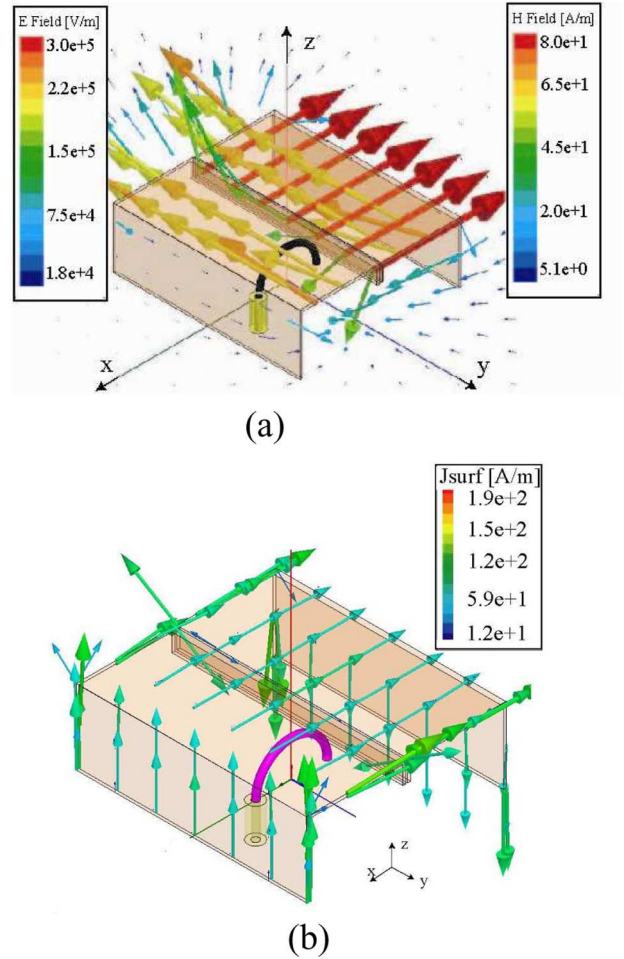 E Field [V/m]
3.0e+5
2.2e+5
1.5e+5
7.5e+4
1.8e+4
z
H Field [A/m]
8.0e+1
6.5e+1
4.5e+1
2.0e+1
5.1e+0
x
y
(a)
Jsurf [A/m]
1.9e+2
1.5e+2
1.2e+2
5.9e+1
1.2e+1
z
x
y
(b)